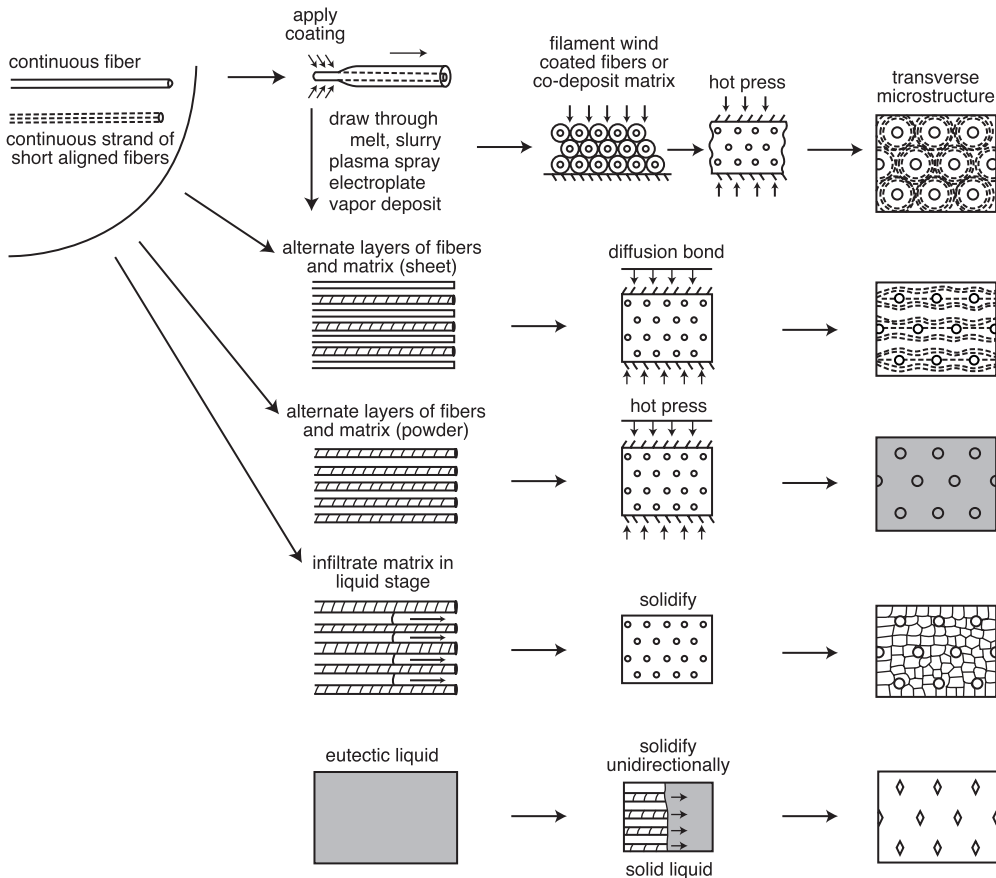 continuous fiber
continuous strand of
short aligned fibers
apply
coating
draw through
melt, slurry
plasma spray
electroplate
vapor deposit
filament wind
coated fibers or
co-deposit matrix
hot press
transverse
microstructure
alternate layers of fibers
and matrix (sheet)
diffusion bond
alternate layers of fibers
and matrix (powder)
hot press
infiltrate matrix in
liquid stage
solidify
eutectic liquid
solidify
unidirectionally
solid liquid